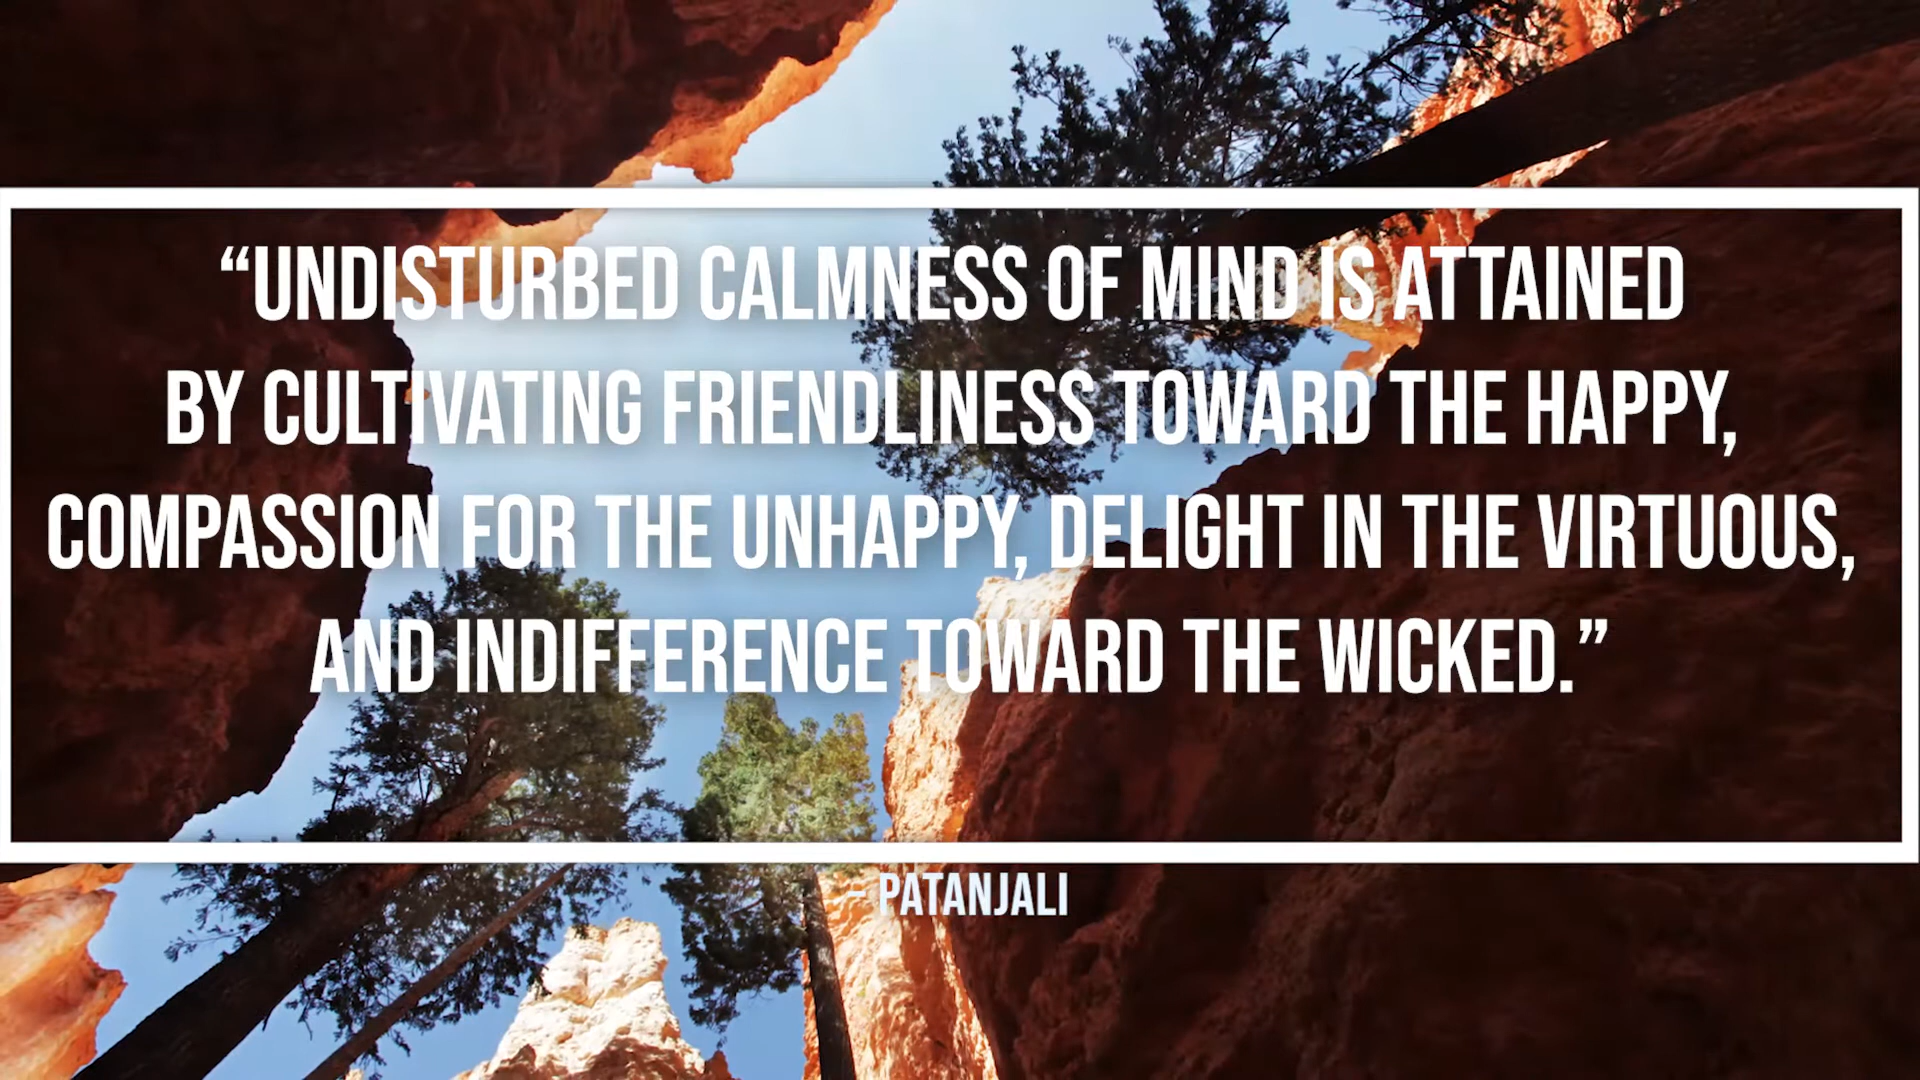 “UNDISTURBED CALMNESS OF MIND IS ATTAINED
BY CULTIVATING FRIENDLINESS TOWARD THE HAPPY,
COMPASSION FOR THE UNHAPPY, DELIGHT IN THE VIRTUOUS,
AND INDIFFERENCE TOWARD THE WICKED.”
- PATANJALI